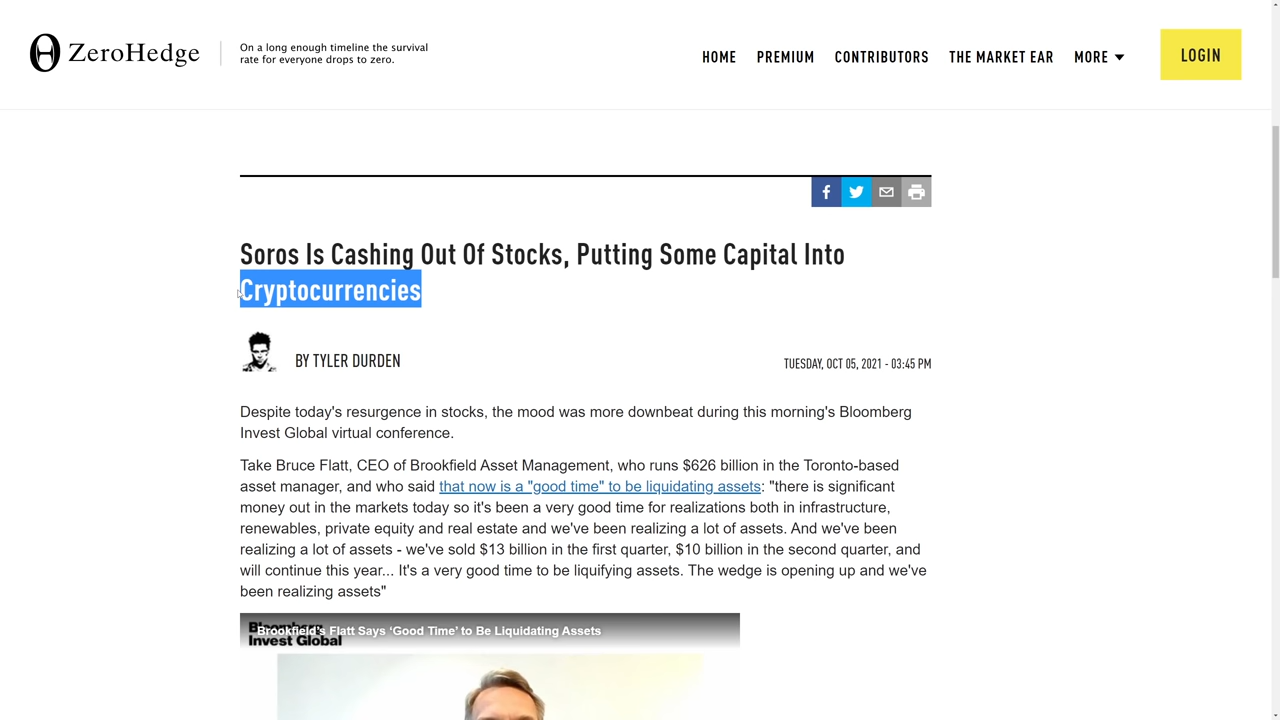 ZeroHedge
On a long enough timeline the survival
rate for everyone drops to zero.
HOME PREMIUM CONTRIBUTORS THE MARKET EAR MORE
LOGIN
Soros Is Cashing Out Of Stocks, Putting Some Capital Into
Cryptocurrencies
BY TYLER DURDEN
TUESDAY, OCT 05, 2021 - 03:45 PM
Despite today's resurgence in stocks, the mood was more downbeat during this morning's Bloomberg
Invest Global virtual conference.
Take Bruce Flatt, CEO of Brookfield Asset Management, who runs $626 billion in the Toronto-based
asset manager, and who said that now is a "good time" to be liquidating assets: "there is significant
money out in the markets today so it's been a very good time for realizations both in infrastructure,
renewables, private equity and real estate and we've been realizing a lot of assets. And we've been
realizing a lot of assets - we've sold $13 billion in the first quarter, $10 billion in the second quarter, and
will continue this year... It's a very good time to be liquifying assets. The wedge is opening up and we've
been realizing assets"
Bloomberg
Brookfield's Flatt Says 'Good Time' to Be Liquidating Assets
Invest Global